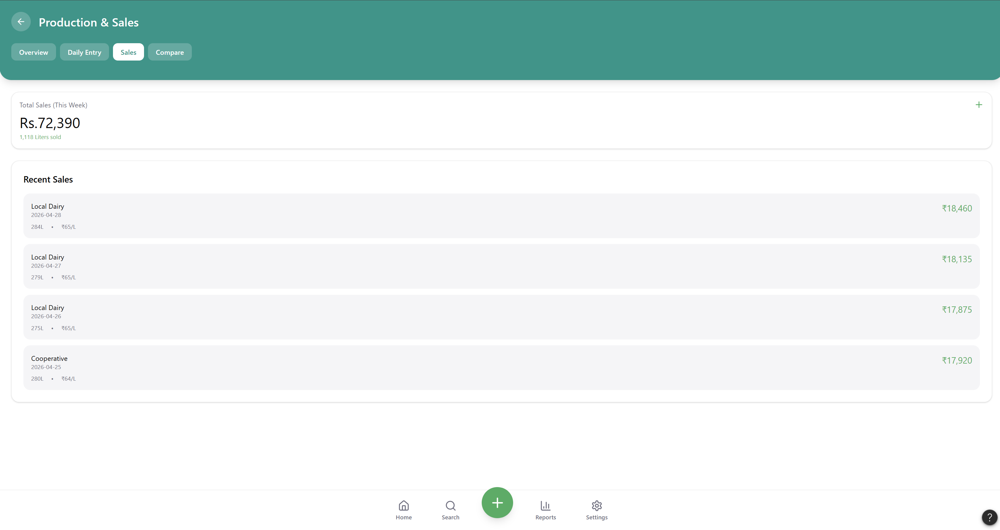 Production & Sales
Overview
Daily Entry
Sales
Compare
Total Sales (This Week)
Rs.72,390
1,118 Liters sold
Recent Sales
Local Dairy
2026-04-28
284L • ₹65/L
₹18,460
Local Dairy
2026-04-27
279L • ₹65/L
₹18,135
Local Dairy
2026-04-26
275L • ₹65/L
₹17,875
Cooperative
2026-04-25
280L • ₹64/L
₹17,920
Home
Search
Reports
Settings
?